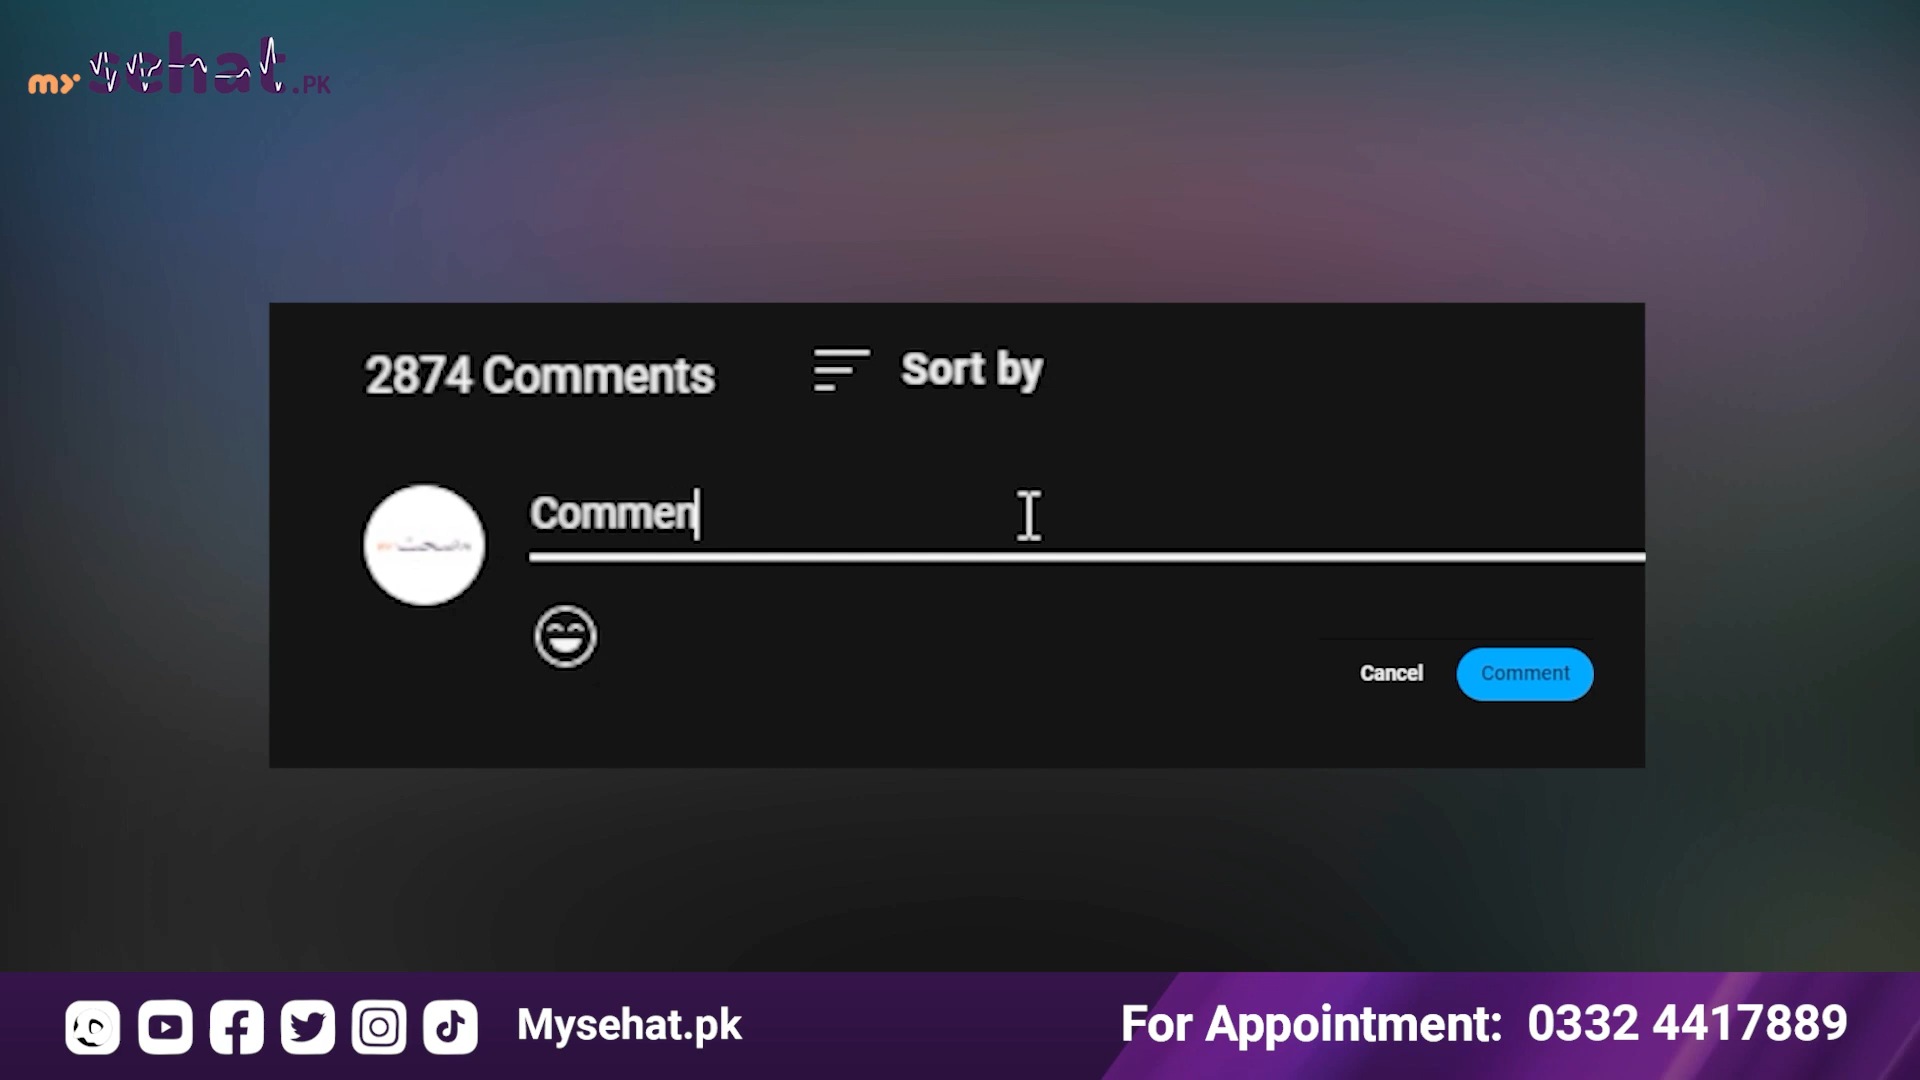 my sehat.PK
2874 Comments
Sort by
Commen
Cancel
Comment
Mysehat.pk
For Appointment: 0332 4417889